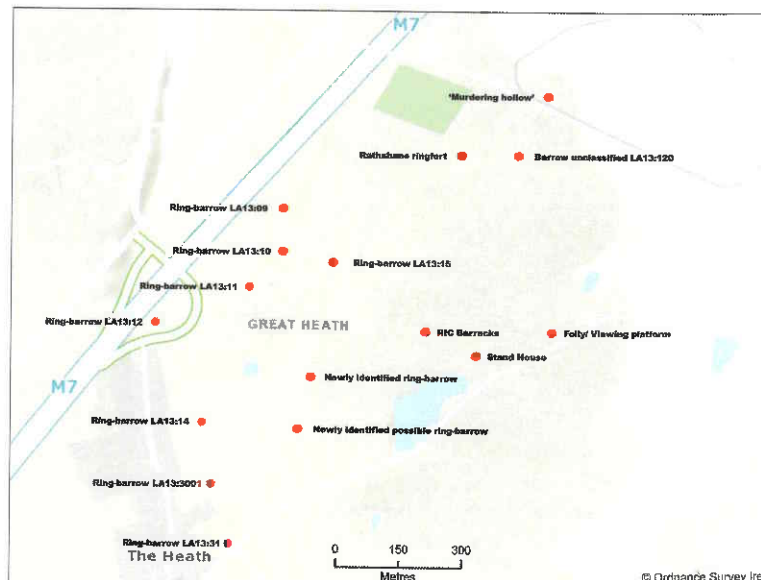 M7
'Murdering hollow'
Rathshane ringfort
Barrow unclassified LA13:120
Ring-barrow LA13:09
Ring-barrow LA13:10
Ring-barrow LA13:15
Ring-barrow LA13:11
Ring-barrow LA13:12
GREAT HEATH
RIC Barracks
Folly/ Viewing platform
Stand House
Newly identified ring-barrow
M7
Ring-barrow LA13:14
Newly identified possible ring-barrow
Ring-barrow LA13:3001
Ring-barrow LA13:31
The Heath
0 150 300
Metres
© Ordnance Survey Ire